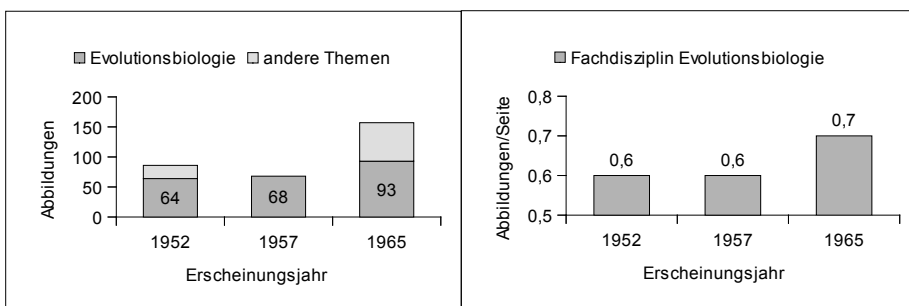 Evolutionsbiologie andere Themen
Abbildungen
200
150
100
50
0
64
68
93
1952 1957 1965
Erscheinungsjahr
Fachdisziplin Evolutionsbiologie
Abbildungen/Seite
0,8
0,7
0,6
0,5
0,6
0,6
0,7
1952 1957 1965
Erscheinungsjahr